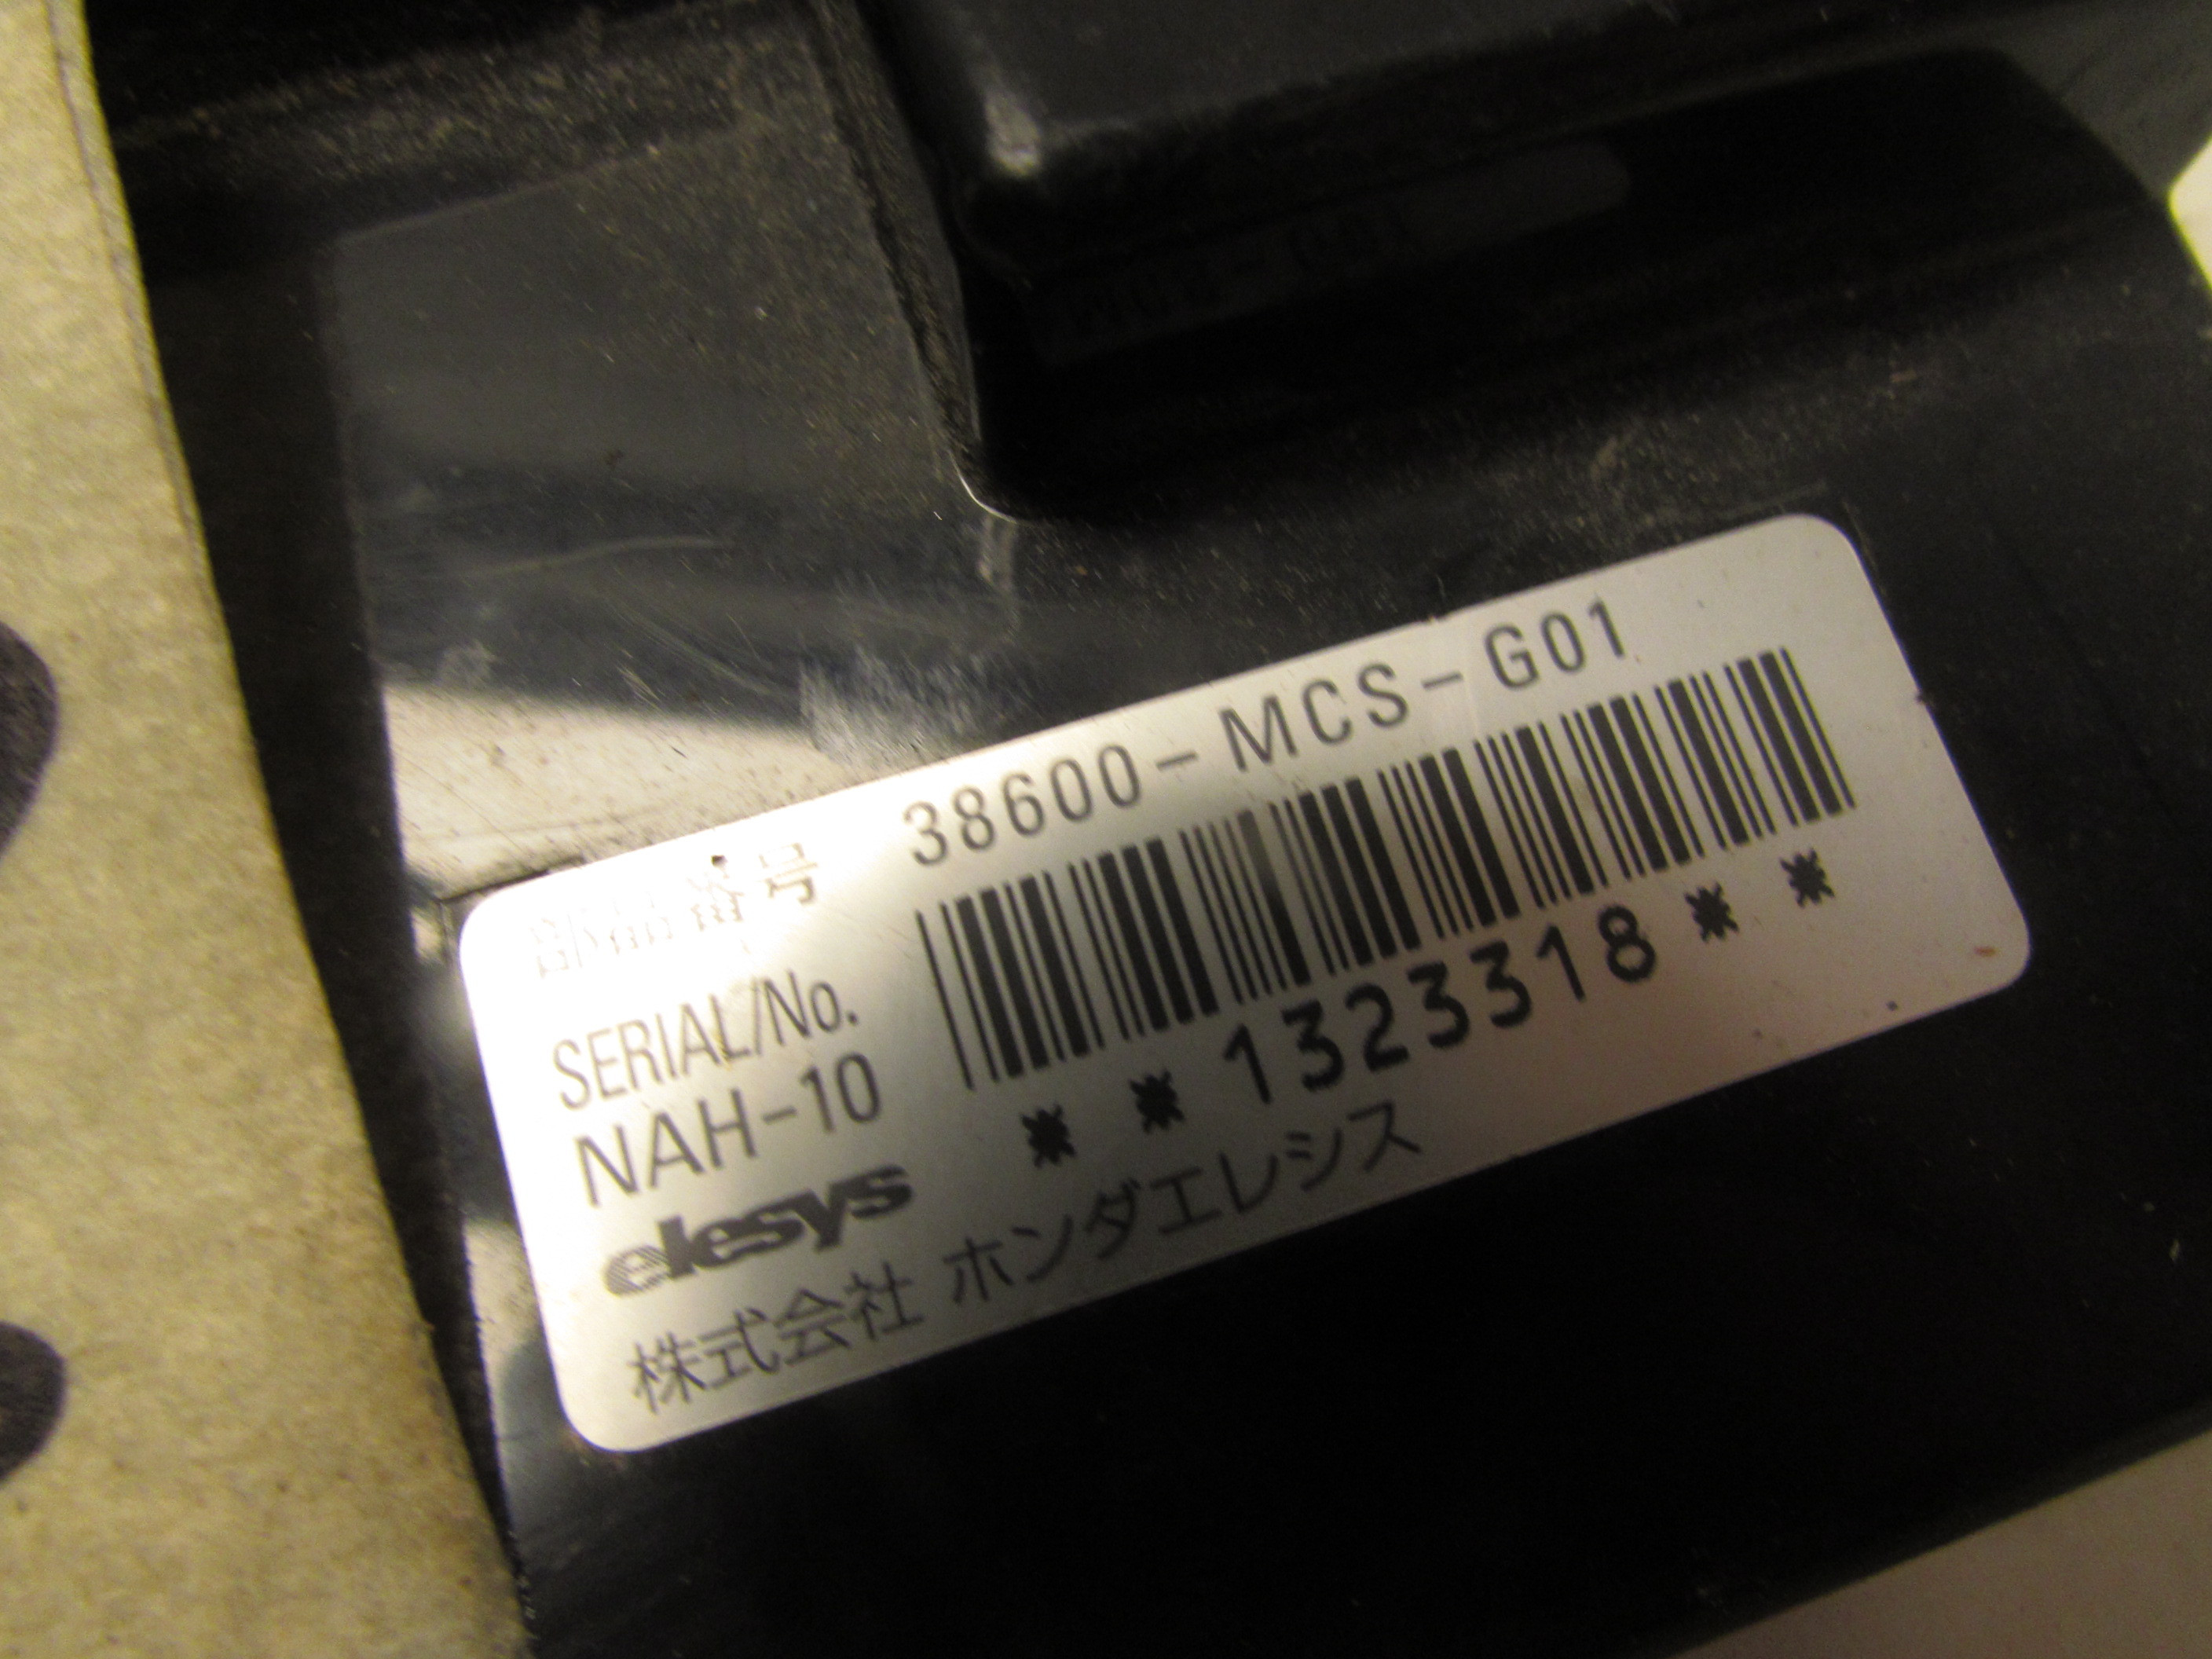 部品番号 38600-MCS-G01
SERIAL/No.
NAH-10
**1323318**
elesys
株式会社 ホンダエレシス